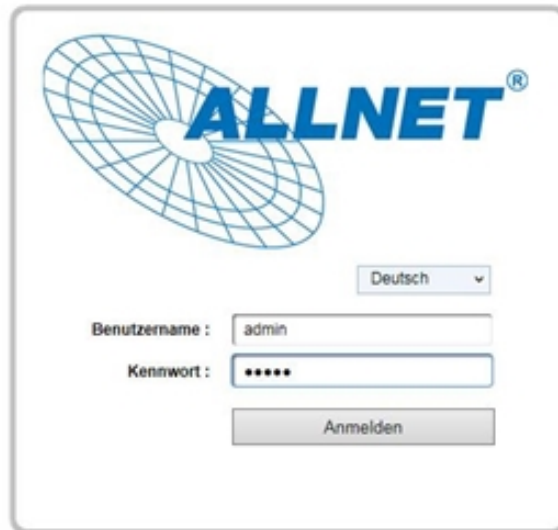 ALLNET®
Deutsch
Benutzername : admin
Kennwort : •••••
Anmelden